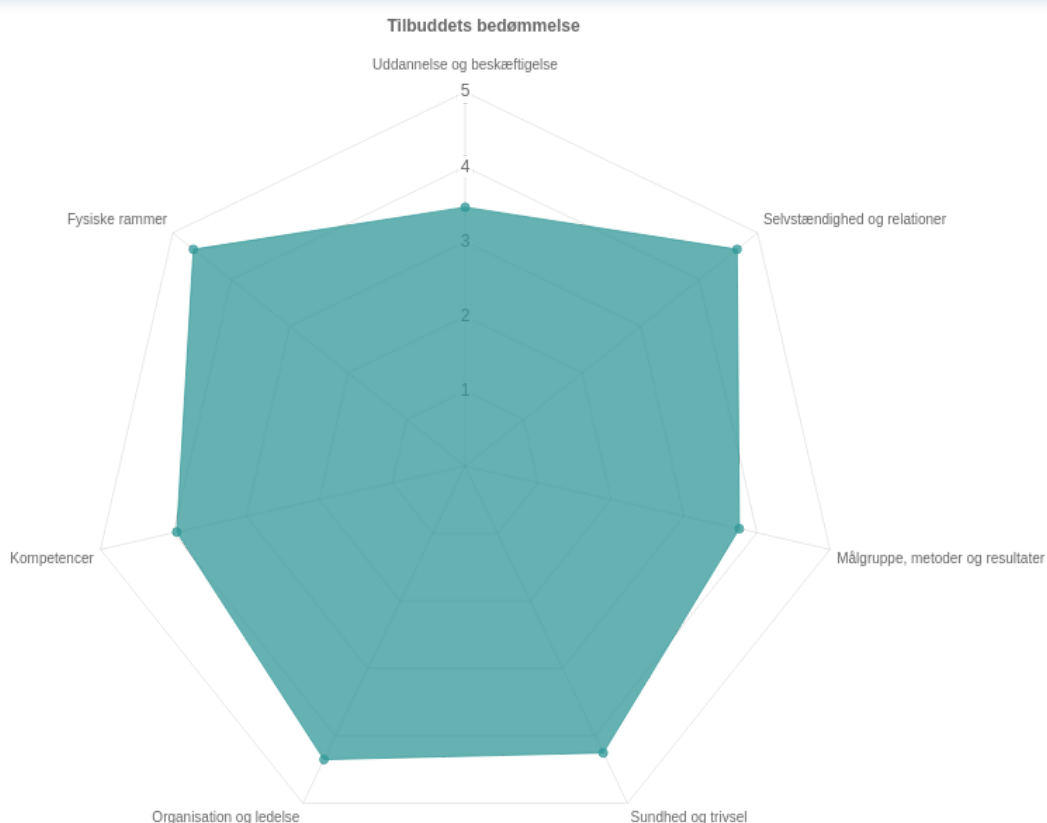 Tilbuddets bedømmelse
Uddannelse og beskæftigelse
5
4
3
2
1
Fysiske rammer
Selvstændighed og relationer
Kompetencer
Målgruppe, metoder og resultater
Organisation og ledelse
Sundhed og trivsel